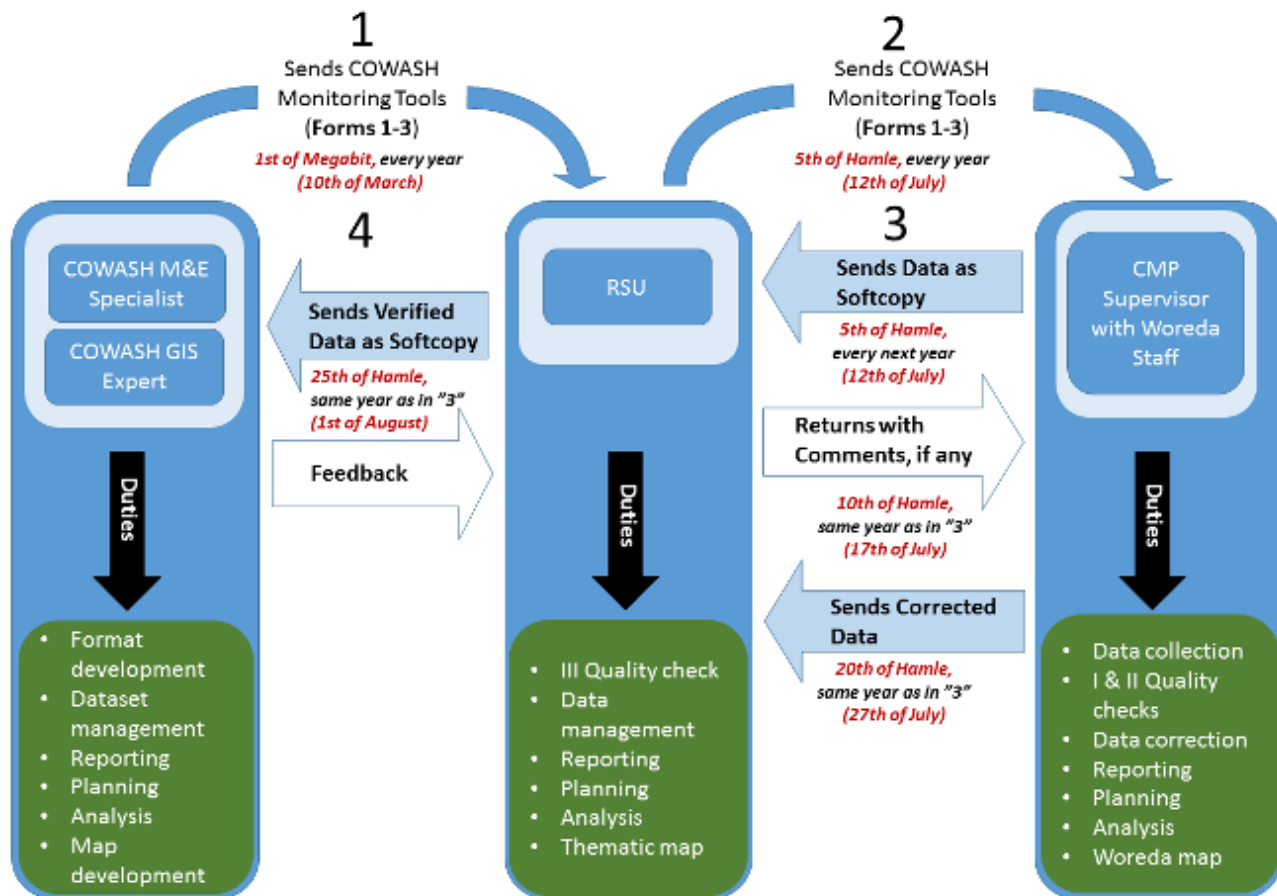 1
Sends COWASH
Monitoring Tools
(Forms 1-3)
1st of Megabit, every year
(10th of March)
2
Sends COWASH
Monitoring Tools
(Forms 1-3)
5th of Hamle, every year
(12th of July)
COWASH M&E
Specialist
COWASH GIS
Expert
4
Sends Verified
Data as Softcopy
25th of Hamle,
same year as in "3"
(1st of August)
Feedback
RSU
3
Sends Data as
Softcopy
5th of Hamle,
every next year
(12th of July)
Returns with
Comments, if any
10th of Hamle,
same year as in "3"
(17th of July)
Sends Corrected
Data
20th of Hamle,
same year as in "3"
(27th of July)
CMP
Supervisor
with Woreda
Staff
Duties
Duties
Duties
• Format
development
• Dataset
management
• Reporting
• Planning
• Analysis
• Map
development
• III Quality check
• Data
management
• Reporting
• Planning
• Analysis
• Thematic map
• Data collection
• I & II Quality
checks
• Data correction
• Reporting
• Planning
• Analysis
• Woreda map